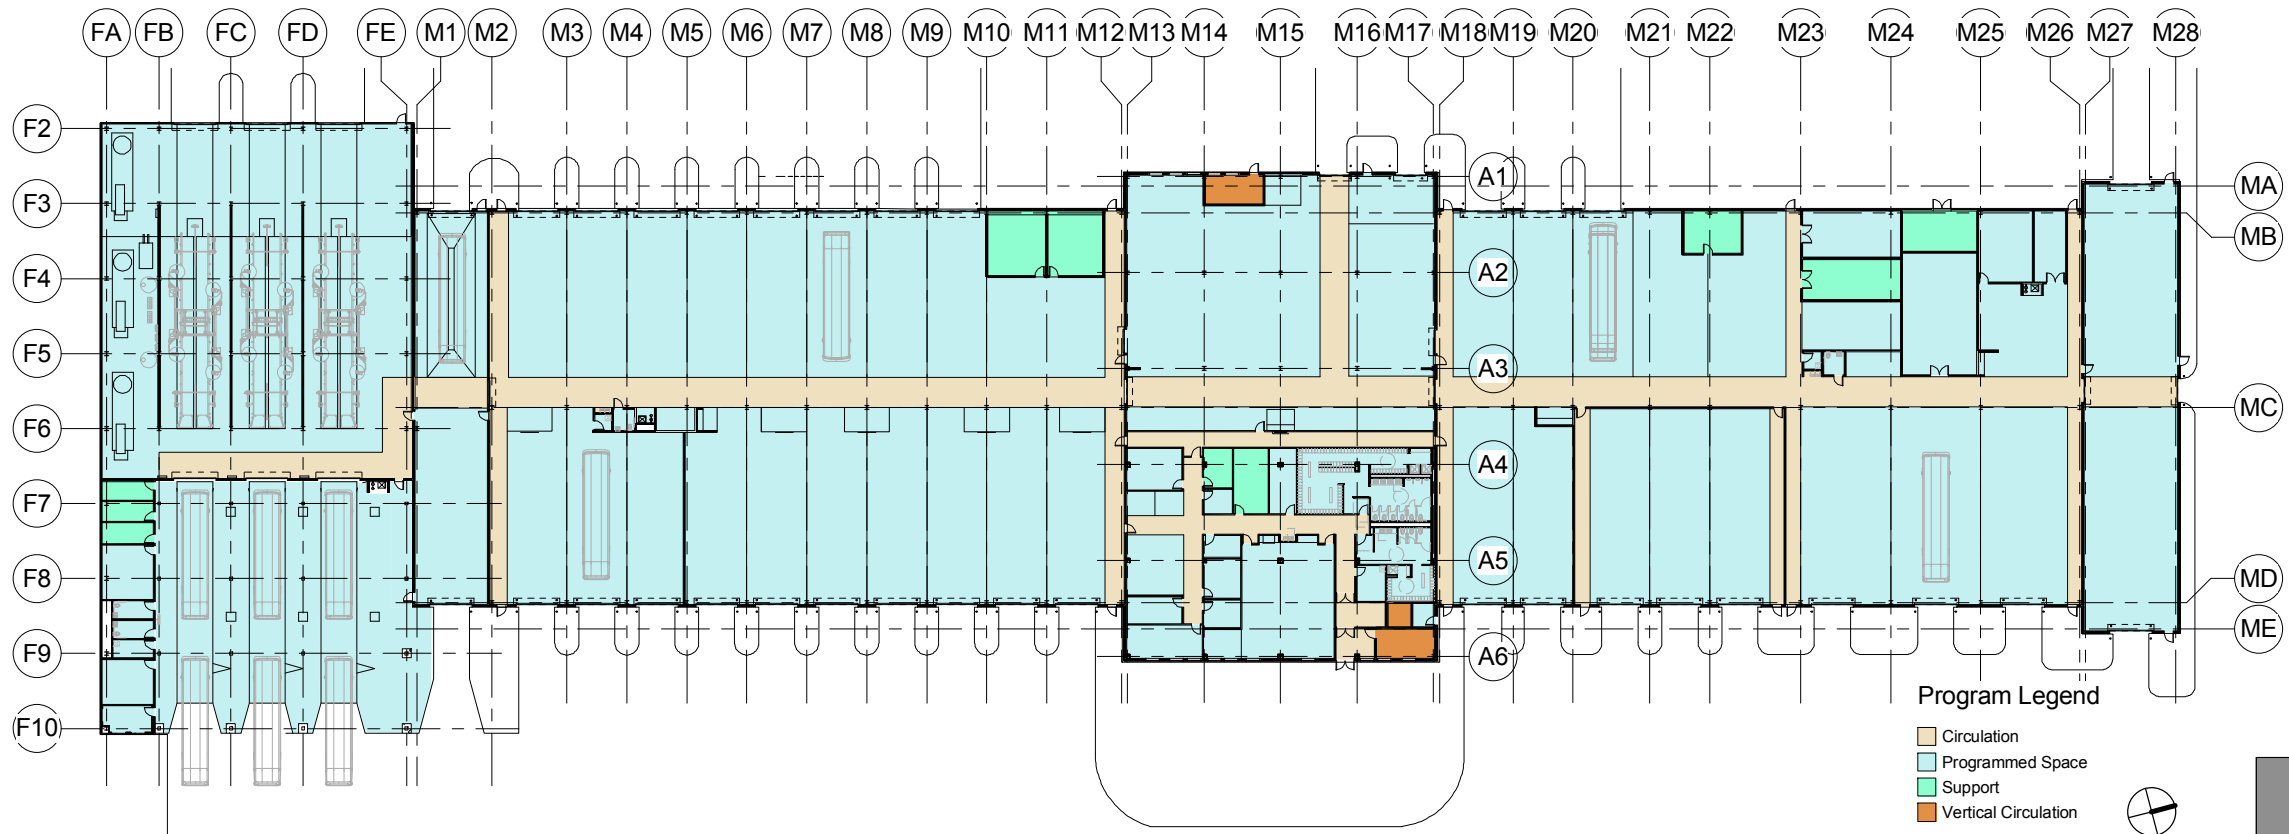 FA FB FC FD FE M1 M2 M3 M4 M5 M6 M7 M8 M9 M10 M11 M12 M13 M14 M15 M16 M17 M18 M19 M20 M21 M22 M23 M24 M25 M26 M27 M28
F2
F3
F4
F5
F6
F7
F8
F9
F10
A1
A2
A3
A4
A5
A6
MA
MB
MC
MD
ME
Program Legend
Circulation
Programmed Space
Support
Vertical Circulation